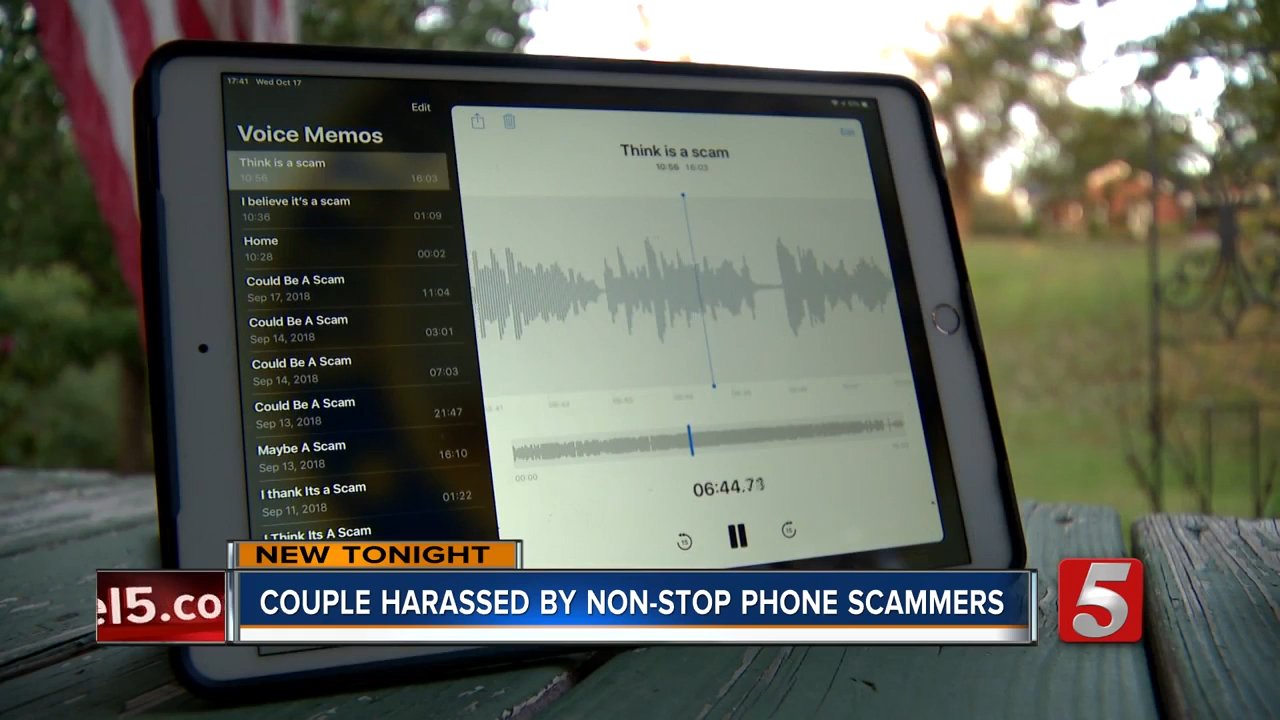 17:41 Wed Oct 17
Edit
Voice Memos
Think is a scam
10:56 16:03
I believe it's a scam
10:36 01:09
Home
10:28 00:02
Could Be A Scam
Sep 17, 2018 11:04
Could Be A Scam
Sep 14, 2018 03:01
Could Be A Scam
Sep 14, 2018 07:03
Could Be A Scam
Sep 13, 2018 21:47
Maybe A Scam
Sep 13, 2018 16:10
I thank Its a Scam
Sep 11, 2018 01:22
I Think Its A Scam
Edit
Think is a scam
10:56 16:03
00:00
06:44.73
15
15
NEW TONIGHT
el5.co
COUPLE HARASSED BY NON-STOP PHONE SCAMMERS
5